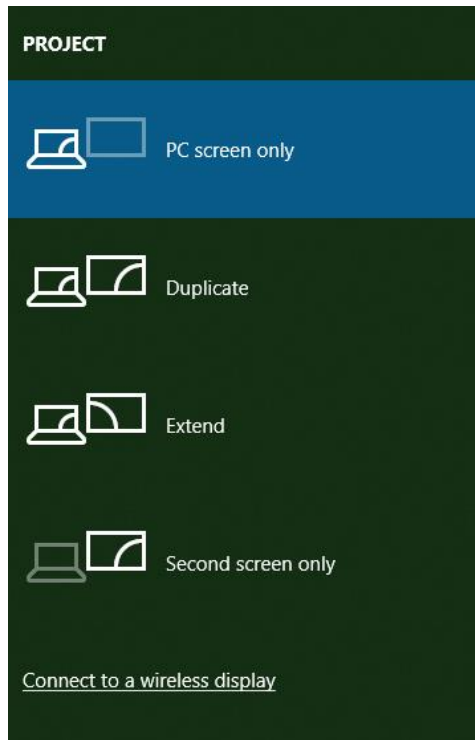 PROJECT
PC screen only
Duplicate
Extend
Second screen only
Connect to a wireless display